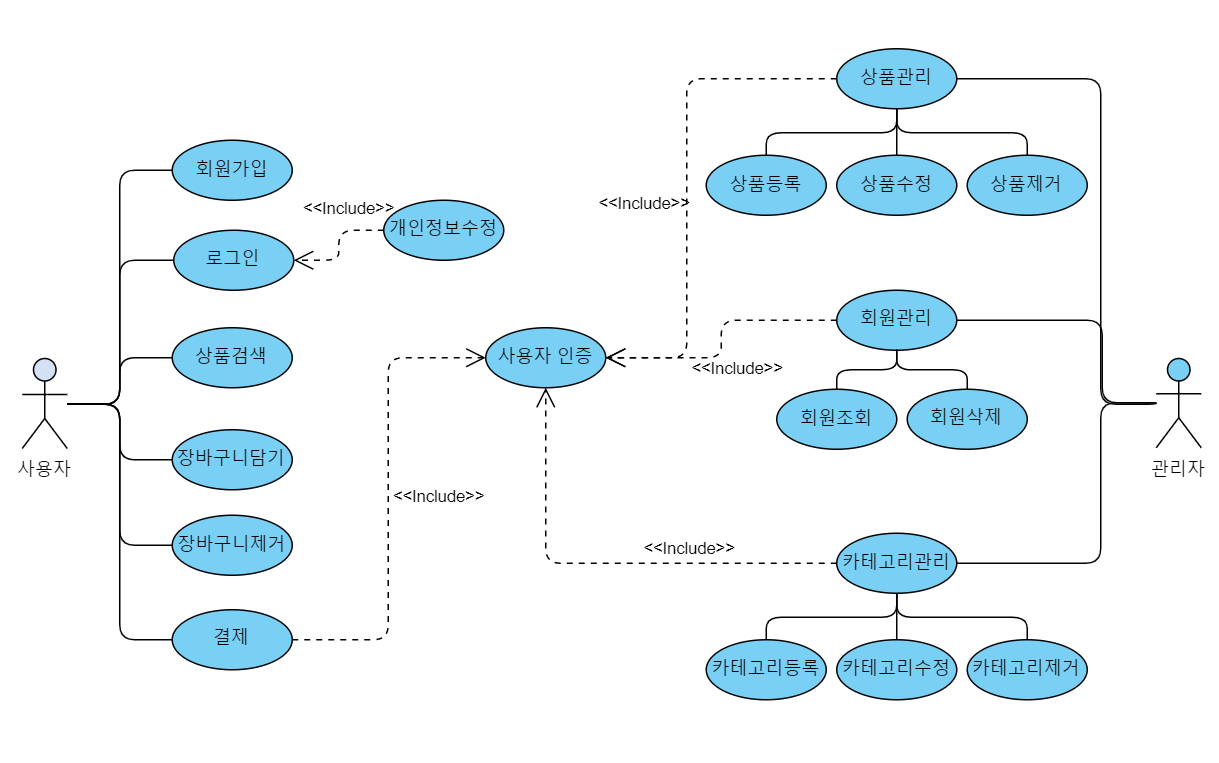 상품관리
회원가입
상품등록
상품수정
상품제거
<<Include>>
<<Include>>
개인정보수정
로그인
회원관리
상품검색
사용자 인증
<<Include>>
회원조회
회원삭제
사용자
관리자
장바구니담기
<<Include>>
장바구니제거
<<Include>>
카테고리관리
결제
카테고리등록
카테고리수정
카테고리제거